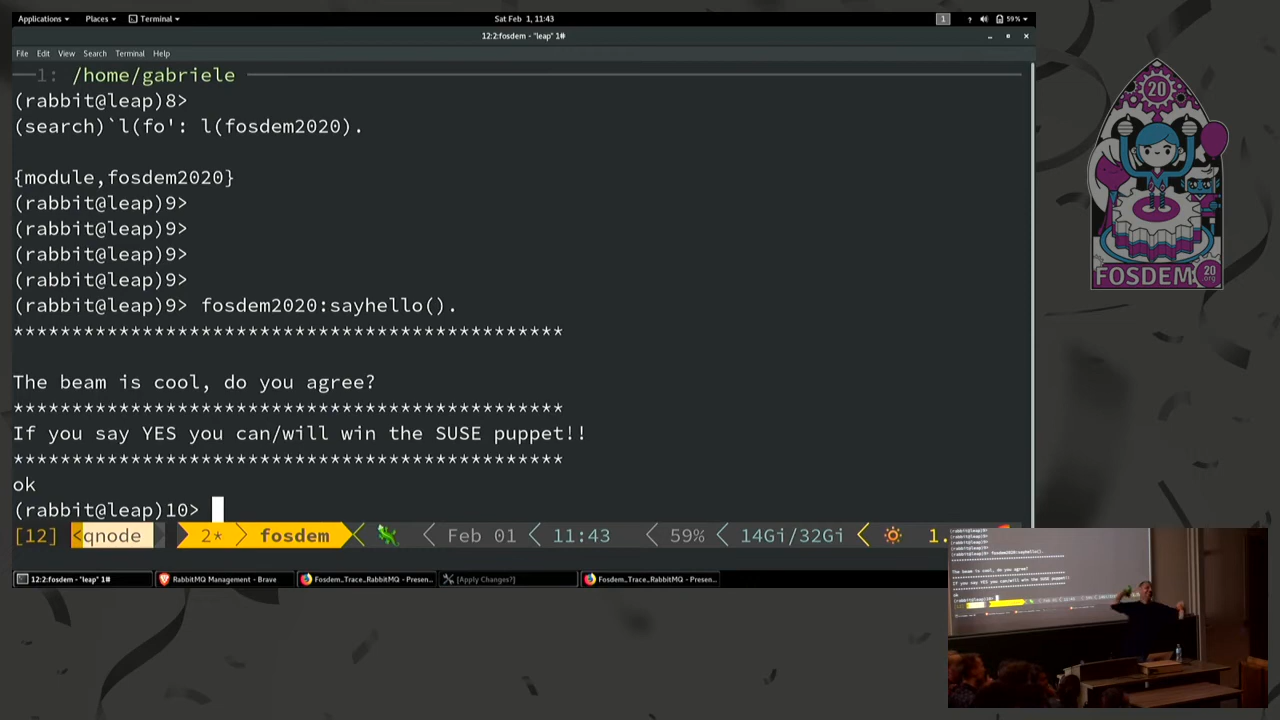 Applications Places Terminal Sat Feb 1, 11:43 1 ? 59%
12:2:fosdem - "leap" 1#
File Edit View Search Terminal Help
1: /home/gabriele
(rabbit@leap)8>
(search)`l(fo': l(fosdem2020).
{module,fosdem2020}
(rabbit@leap)9>
(rabbit@leap)9>
(rabbit@leap)9>
(rabbit@leap)9>
(rabbit@leap)9> fosdem2020:sayhello().
***********************************************
The beam is cool, do you agree?
***********************************************
If you say YES you can/will win the SUSE puppet!!
***********************************************
ok
(rabbit@leap)10>
[12] <qnode 2* fosdem Feb 01 11:43 59% 14Gi/32Gi 1.
12:2:fosdem - "leap" 1# RabbitMQ Management - Brave Fosdem_Trace_RabbitMQ - Presen... [Apply Changes?] Fosdem_Trace_RabbitMQ - Presen...
20
FOSDEM 20
.org